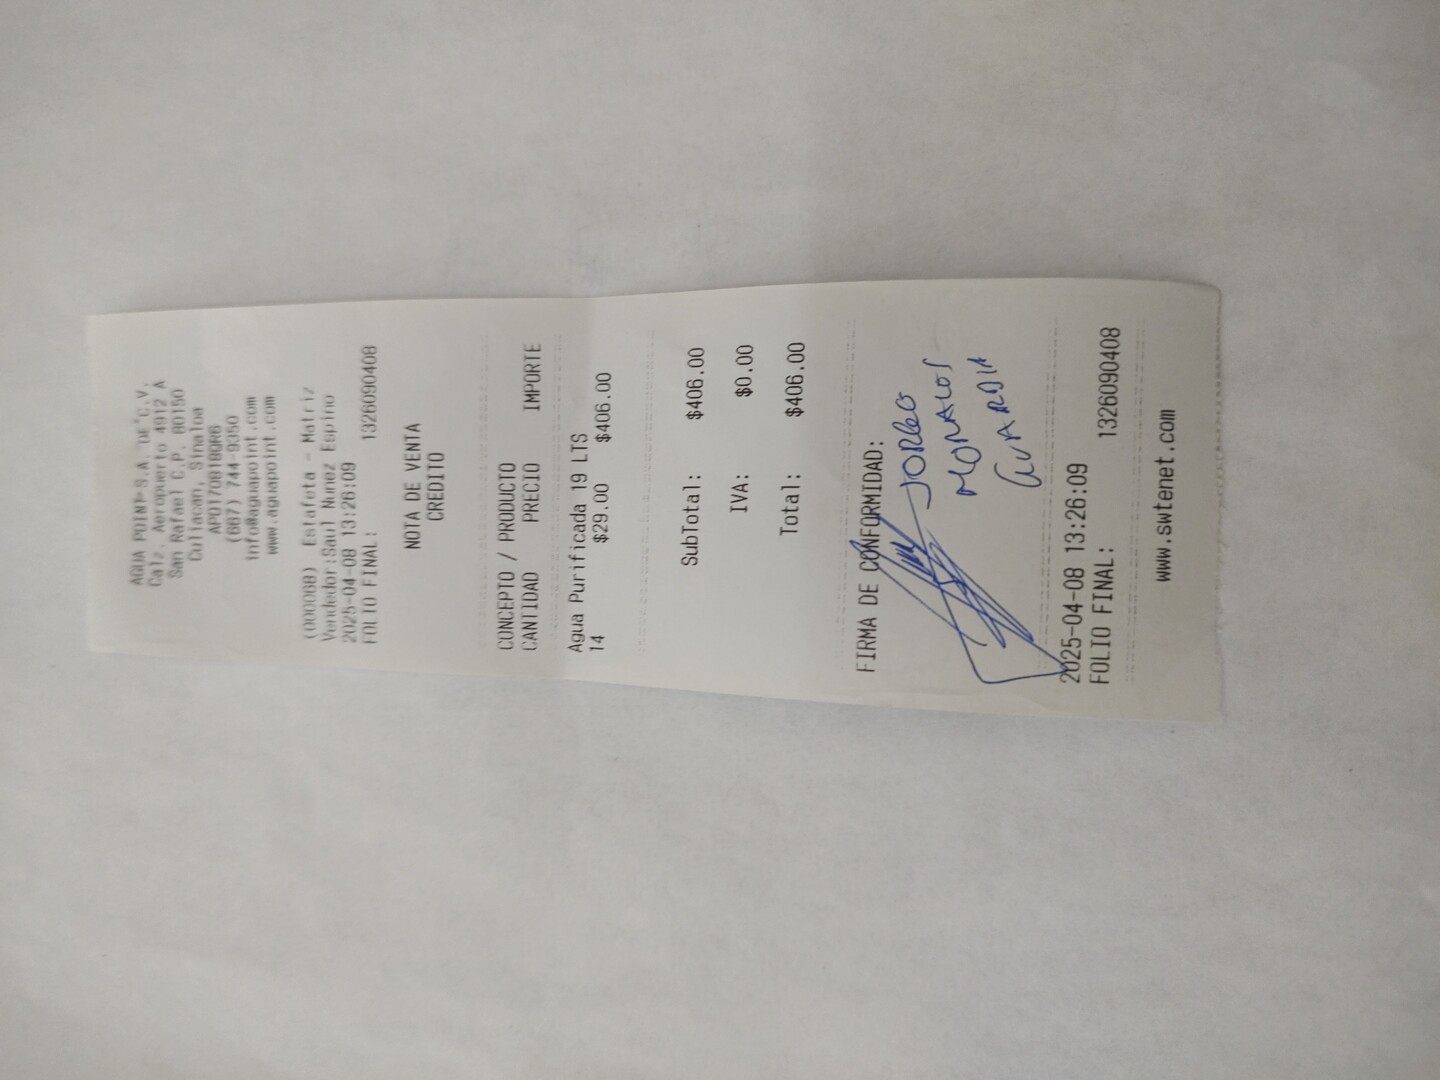 AGUA POINT S.A. DE C.V.
Calz. Aeropuerto 4912 A
San Rafael C.P. 80150
Culiacan, Sinaloa
(667) 744-9350
info@aguapoint.com
www.aguapoint.com
(000088) Estafeta - Matriz
Vendedor:Saul Nunez Espino
2025-04-08 13:26:09
FOLIO FINAL: 1326090408
NOTA DE VENTA
CREDITO
CONCEPTO / PRODUCTO
CANTIDAD PRECIO IMPORTE
Agua Purificada 19 LTS
14 $29.00 $406.00
SubTotal: $406.00
IVA: $0.00
Total: $406.00
FIRMA DE CONFORMIDAD:
JORGE
MORALES
GUARDIA
2025-04-08 13:26:09
FOLIO FINAL: 1326090408
www.swtenet.com